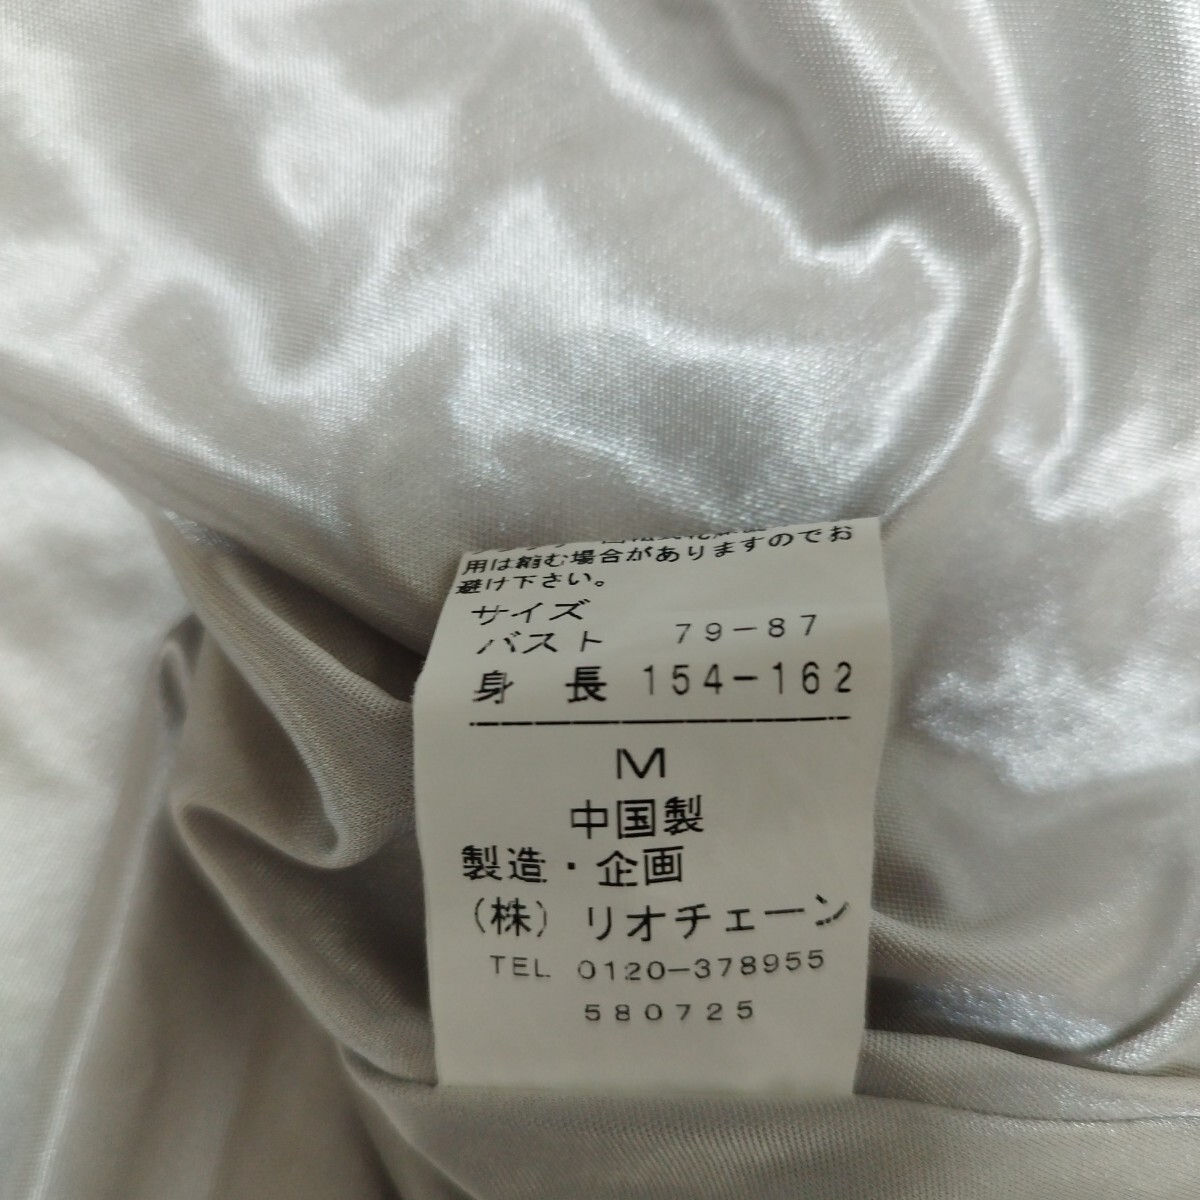 用は縮む場合がありますのでお
避け下さい。
サイズ
バスト 79-87
身 長 154-162
M
中国製
製造・企画
(株) リオチェーン
TEL 0120-378955
580725